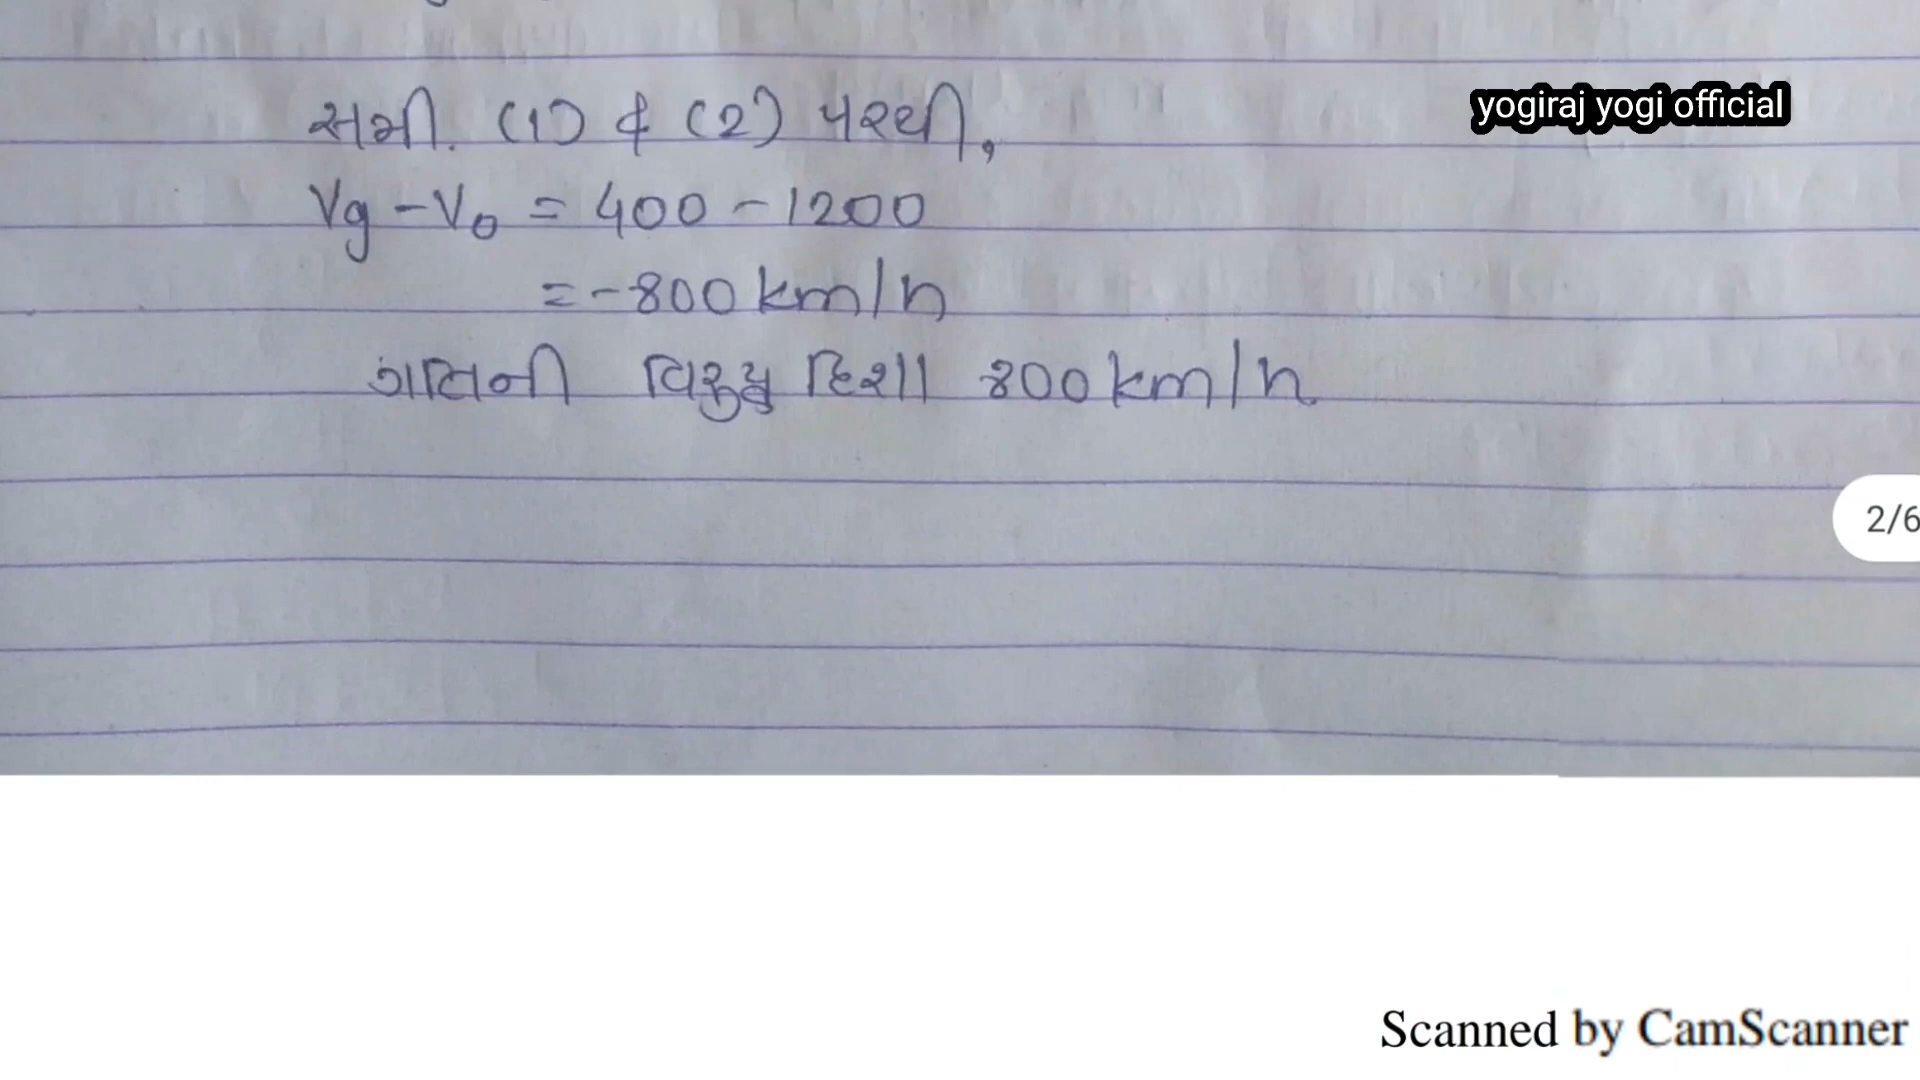 yogiraj yogi official
સમી. (1) & (2) પરથી,
Vg - V0 = 400 - 1200
= - 800 km/h
ગતિની વિરુદ્ધ દિશા 800 km/h
2/6
Scanned by CamScanner